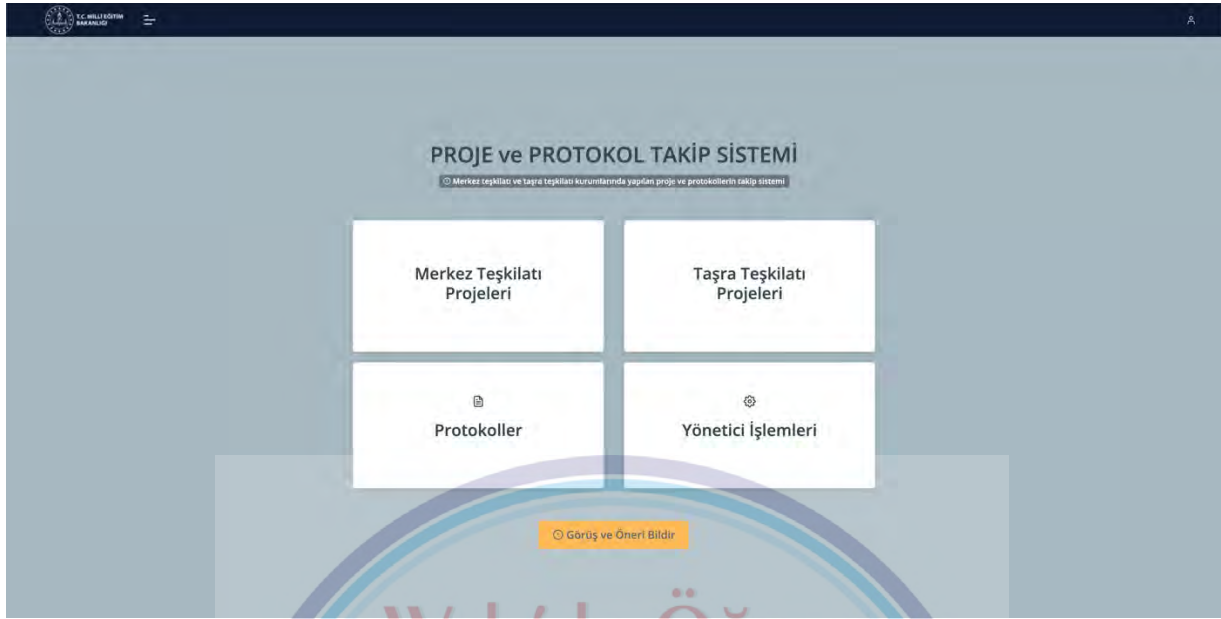 T.C. MİLLİ EĞİTİM
BAKANLIĞI
PROJE ve PROTOKOL TAKİP SİSTEMİ
Merkez teşkilatı ve taşra teşkilatı kurumlarında yapılan proje ve protokollerin takip sistemi
Merkez Teşkilatı
Projeleri
Taşra Teşkilatı
Projeleri
Protokoller
Yönetici İşlemleri
Görüş ve Öneri Bildir